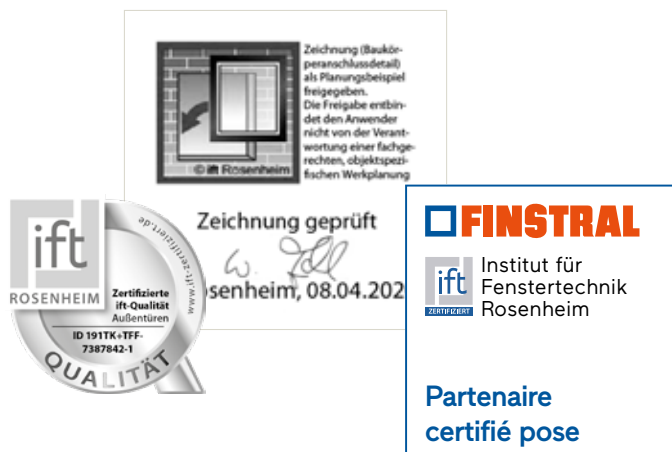 Zeichnung (Baukör-
peranschlussdetail)
als Planungsbeispiel
freigegeben.
Die Freigabe entbin-
det den Anwender
nicht von der Verant-
wortung einer fachge-
rechten, objektspezi-
fischen Werkplanung
© ift Rosenheim
Zeichnung geprüft
senheim, 08.04.202
ift
ROSENHEIM
www.ift-zertifiziert.de
Zertifizierte
ift-Qualität
Außentüren
ID 191TK+TFF-
7387842-1
QUALITÄT
FINSTRAL
ift
ZERTIFIZIERT
Institut für
Fenstertechnik
Rosenheim
Partenaire
certifié pose